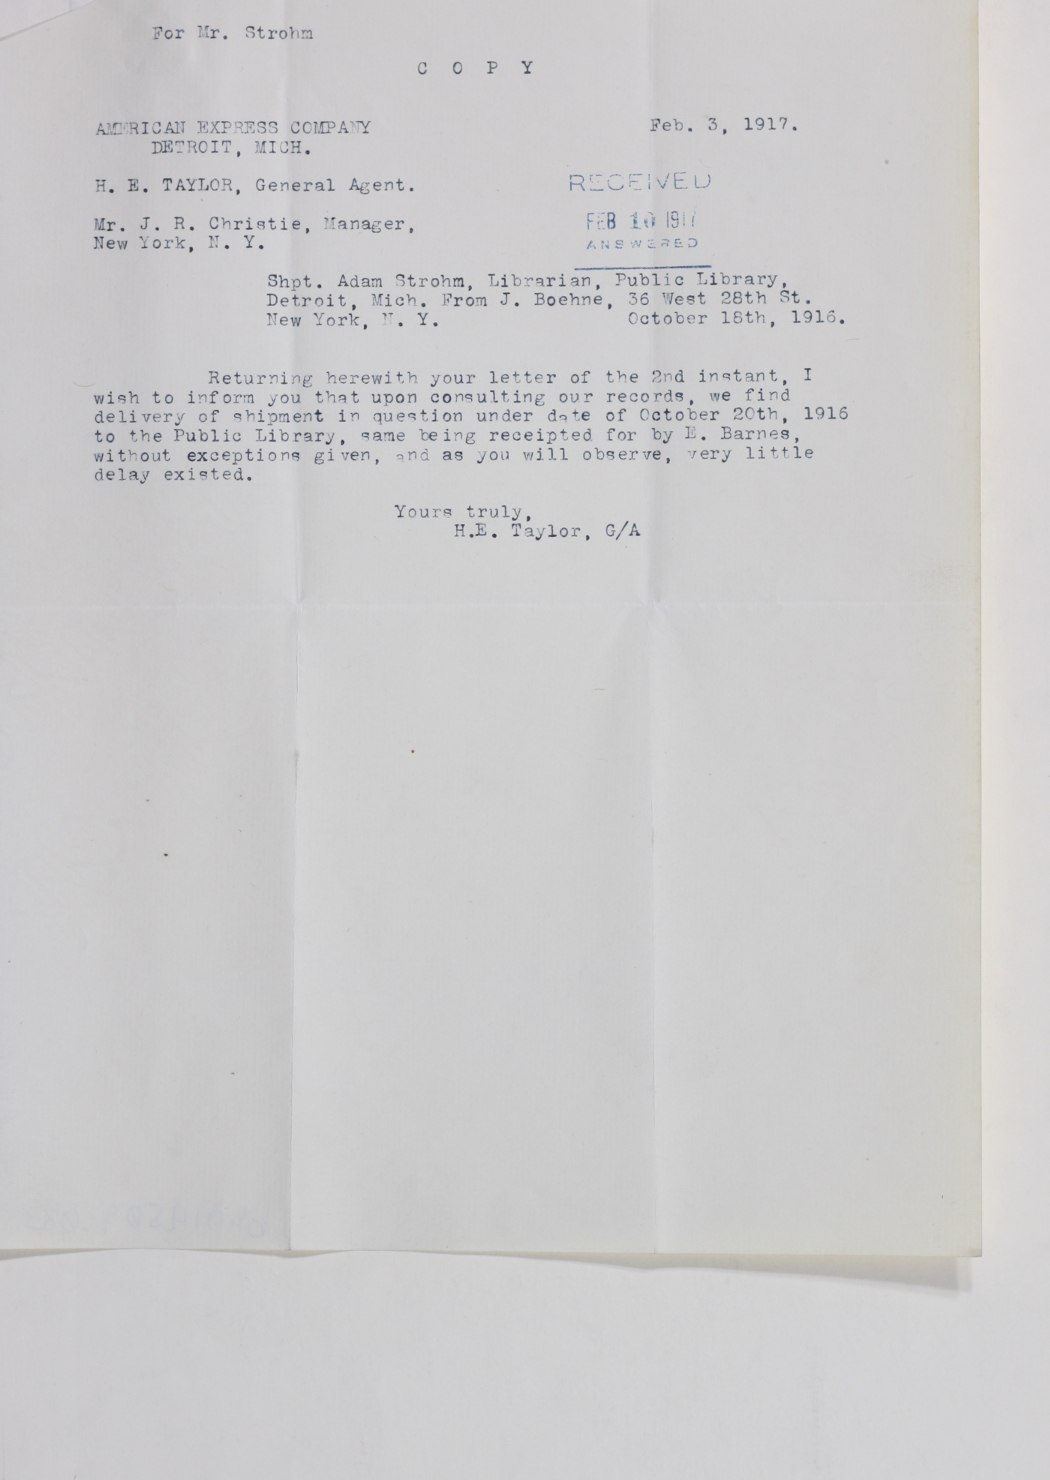 For Mr. Strohm
C O P Y
AMERICAN EXPRESS COMPANY
DETROIT, MICH.
Feb. 3, 1917.
H. E. TAYLOR, General Agent.
RECEIVED
FEB 10 1917
ANSWERED
Mr. J. R. Christie, Manager,
New York, N. Y.
Shpt. Adam Strohm, Librarian, Public Library,
Detroit, Mich. From J. Boehne, 36 West 28th St.
New York, N. Y. October 18th, 1916.
Returning herewith your letter of the 2nd instant, I
wish to inform you that upon consulting our records, we find
delivery of shipment in question under date of October 20th, 1916
to the Public Library, same being receipted for by E. Barnes,
without exceptions given, and as you will observe, very little
delay existed.
Yours truly,
H.E. Taylor, G/A